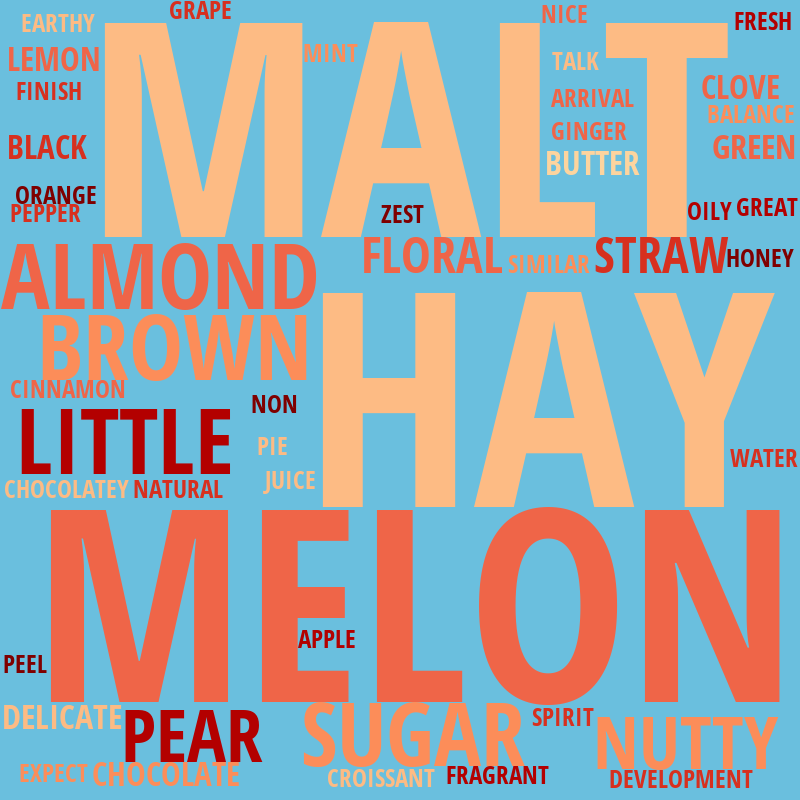 GRAPE
NICE
EARTHY
FRESH
MALT
MINT
LEMON
TALK
FINISH
CLOVE
ARRIVAL
BALANCE
GINGER
BLACK
GREEN
BUTTER
ORANGE
PEPPER
ZEST
OILY
GREAT
ALMOND
FLORAL
SIMILAR
STRAW
HONEY
BROWN
HAY
CINNAMON
NON
LITTLE
PIE
WATER
JUICE
CHOCOLATEY
NATURAL
MELON
APPLE
PEEL
DELICATE
PEAR
SUGAR
SPIRIT
NUTTY
EXPECT
CHOCOLATE
CROISSANT
FRAGRANT
DEVELOPMENT